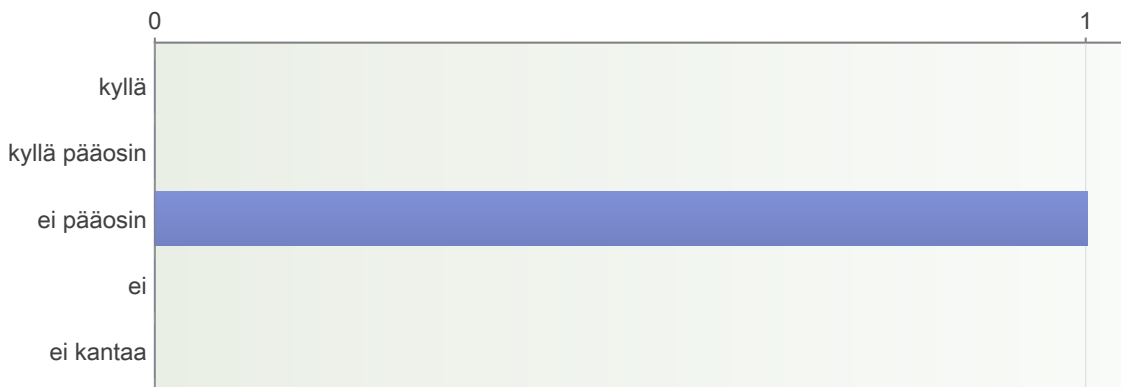 0 1
kyllä
kyllä pääosin
ei pääosin
ei
ei kantaa